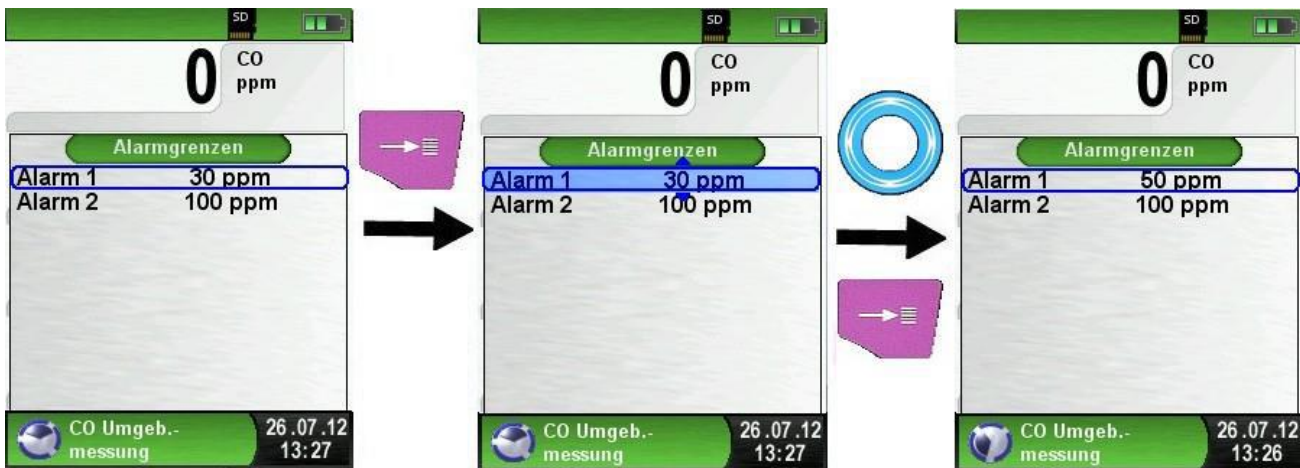 SD
0 CO
ppm
Alarmgrenzen
Alarm 1 30 ppm
Alarm 2 100 ppm
CO Umgeb.- 26.07.12
messung 13:27
SD
0 CO
ppm
Alarmgrenzen
Alarm 1 30 ppm
Alarm 2 100 ppm
CO Umgeb.- 26.07.12
messung 13:27
SD
0 CO
ppm
Alarmgrenzen
Alarm 1 50 ppm
Alarm 2 100 ppm
CO Umgeb.- 26.07.12
messung 13:26